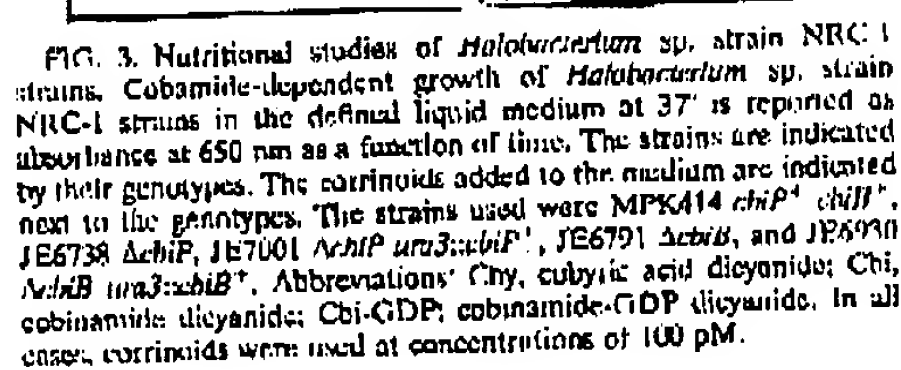 FIG. 3. Nutritional studies of Halobacterium sp. strain NRC-1
strains. Cobamide-dependent growth of Halobacterium sp. strain
NRC-1 strains in the defined liquid medium at 37° is reported as
absorbance at 650 nm as a function of time. The strains are indicated
by their genotypes. The corrinoids added to the medium are indicated
next to the genotypes. The strains used were MPK414 cbiP⁺ cbiB⁺,
JE6738 ΔcbiP, JE7001 ΔcbiP ura3::cbiP⁺, JE6791 ΔcbiB, and
ΔcbiB ura3::cbiB⁺. Abbreviations: Cby, cobyric acid dicyanide; Cbi,
cobinamide dicyanide; Cbi-GDP; cobinamide-GDP dicyanide. In all
cases, corrinoids were used at concentrations of 100 pM.